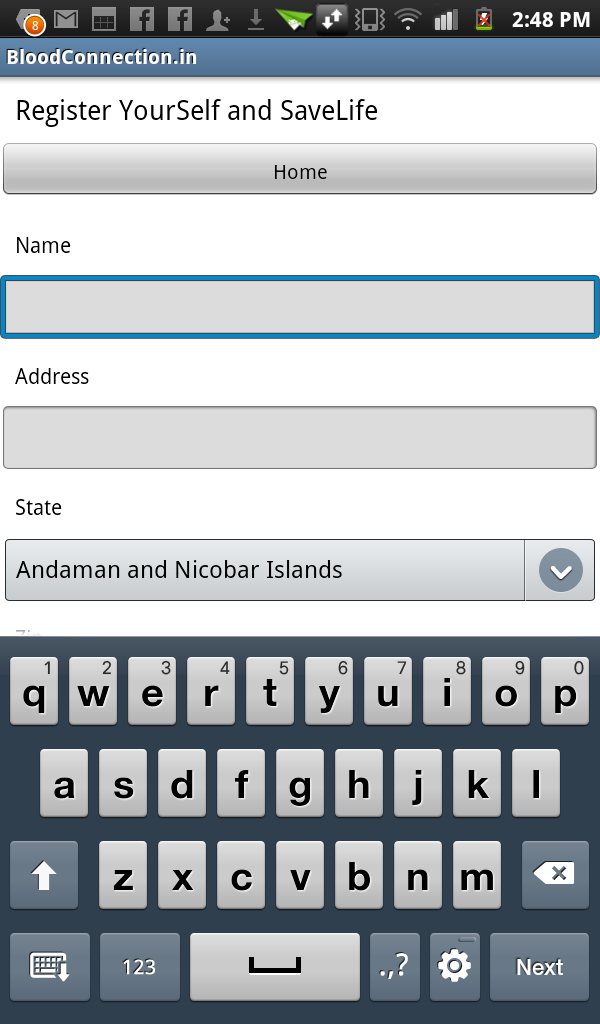 8
2:48 PM
BloodConnection.in
Register YourSelf and SaveLife
Home
Name
Address
State
Andaman and Nicobar Islands
Zip
1 2 3 4 5 6 7 8 9 0
q w e r t y u i o p
a s d f g h j k l
z x c v b n m
123 .,? Next